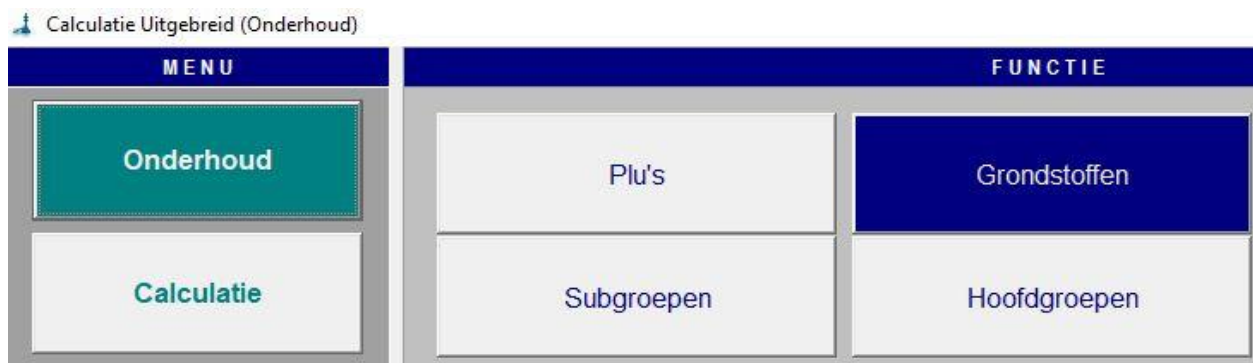 Calculatie Uitgebreid (Onderhoud)
MENU
FUNCTIE
Onderhoud
Plu's
Grondstoffen
Calculatie
Subgroepen
Hoofdgroepen